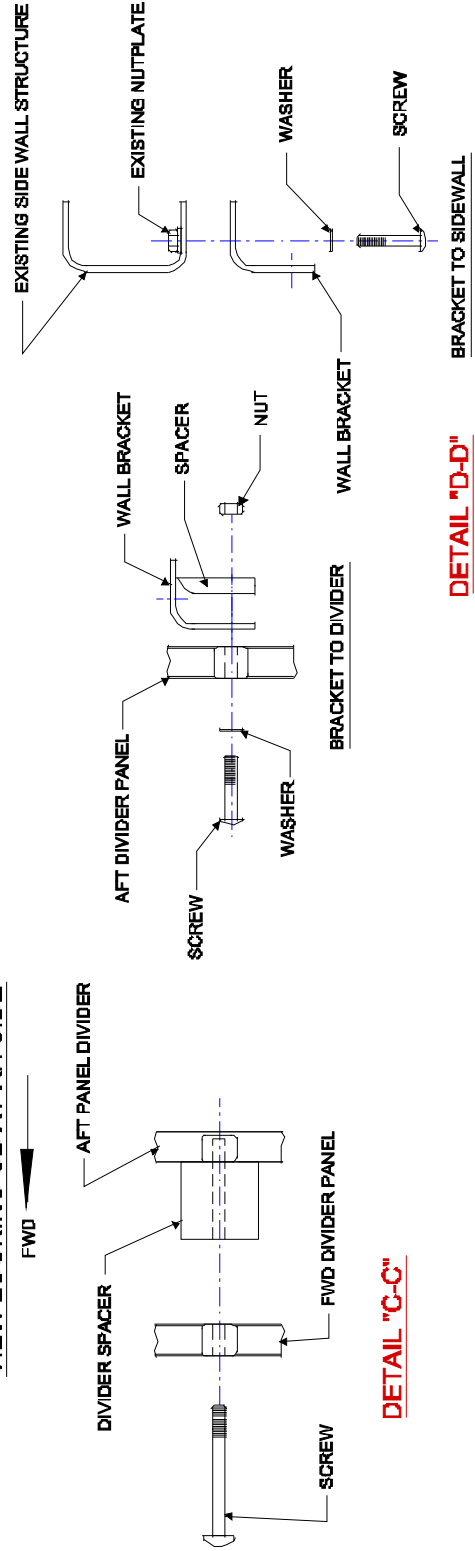 FWD
AFT PANEL DIVIDER
DIVIDER SPACER
FWD DIVIDER PANEL
SCREW
DETAIL "C-C"
AFT DIVIDER PANEL
WALL BRACKET
SPACER
NUT
SCREW
WASHER
BRACKET TO DIVIDER
EXISTING SIDE WALL STRUCTURE
EXISTING NUTPLATE
WASHER
SCREW
WALL BRACKET
BRACKET TO SIDEWALL
DETAIL "D-D"